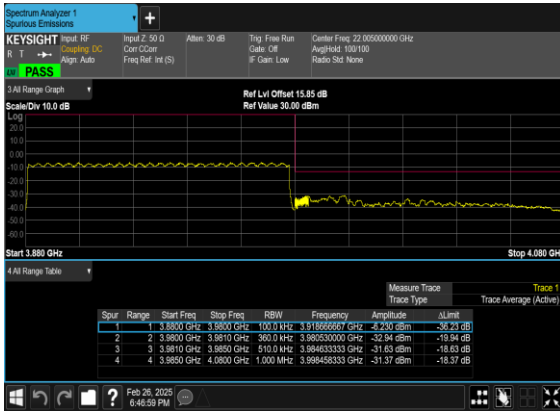 Spectrum Analyzer 1
Spurious Emissions
+
KEYSIGHT Input: RF Input Z: 50 Ω Atten: 30 dB Trig: Free Run Center Freq: 22.005000000 GHz
R T Coupling: DC Corr CCorr Gate: Off Avg|Hold: 100/100
Align: Auto Freq Ref: Int (S) IF Gain: Low Radio Std: None
PASS
3 All Range Graph
Ref Lvl Offset 15.85 dB
Scale/Div 10.0 dB Ref Value 30.00 dBm
Log
20.0
10.0
0.00
-10.0
-20.0
-30.0
-40.0
-50.0
-60.0
Start 3.880 GHz Stop 4.080 GH
4 All Range Table
Measure Trace Trace 1
Trace Type Trace Average (Active)
Spur Range Start Freq Stop Freq RBW Frequency Amplitude ΔLimit
1 1 3.8800 GHz 3.9800 GHz 100.0 kHz 3.918666667 GHz -6.230 dBm -36.23 dB
2 2 3.9800 GHz 3.9810 GHz 360.0 kHz 3.980530000 GHz -32.94 dBm -19.94 dB
3 3 3.9810 GHz 3.9850 GHz 510.0 kHz 3.984633333 GHz -31.63 dBm -18.63 dB
4 4 3.9850 GHz 4.0800 GHz 1.000 MHz 3.998458333 GHz -31.37 dBm -18.37 dB
?
Feb 26, 2025
6:46:59 PM